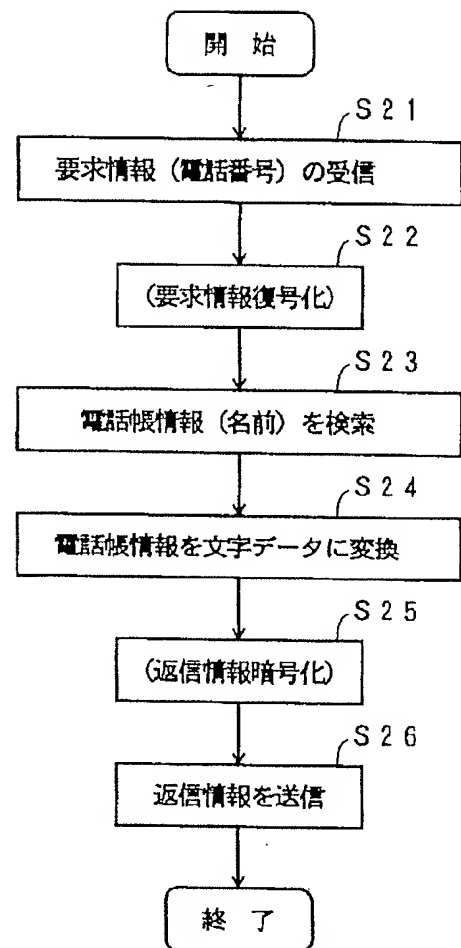 開 始
S21
要求情報（電話番号）の受信
S22
(要求情報復号化)
S23
電話帳情報（名前）を検索
S24
電話帳情報を文字データに変換
S25
(返信情報暗号化)
S26
返信情報を送信
終 了